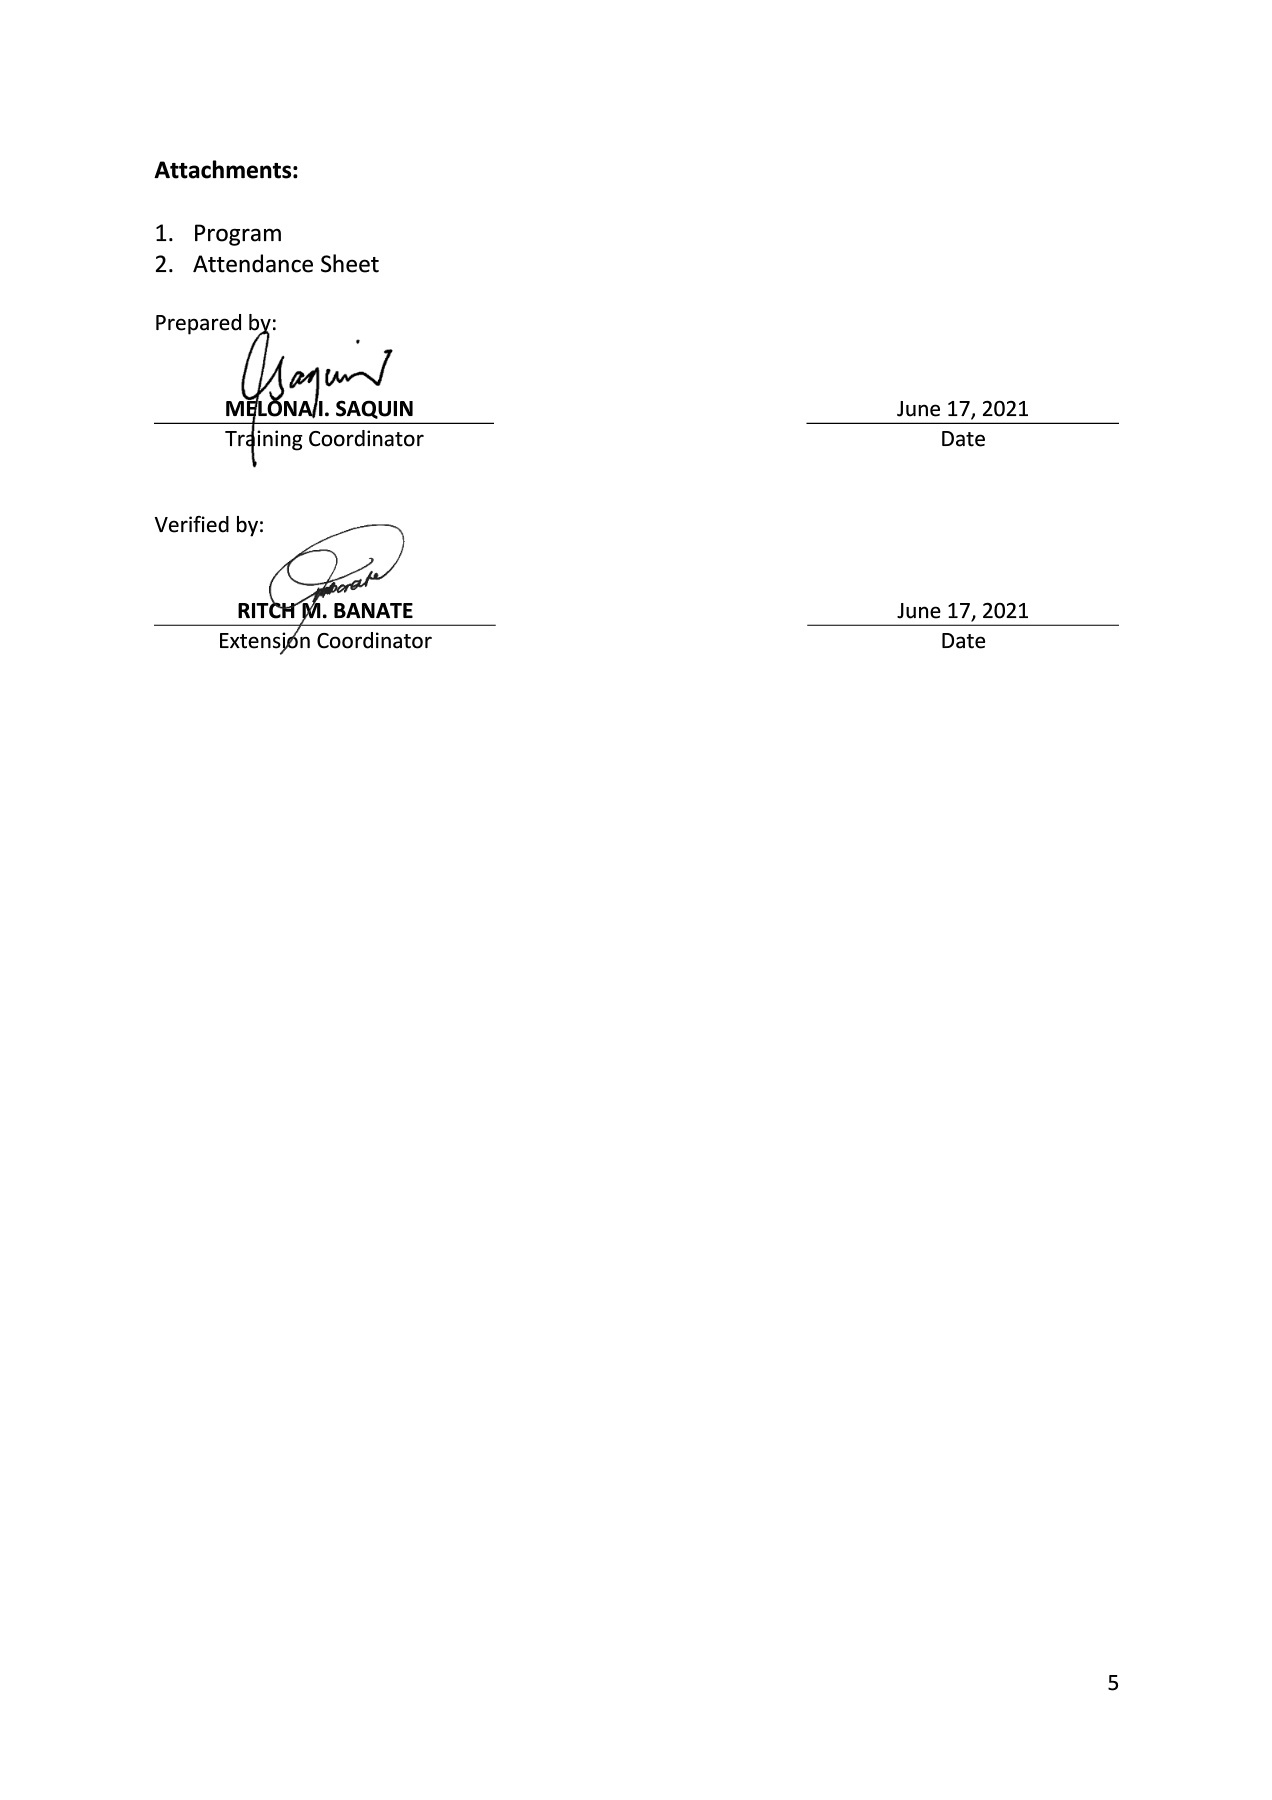 Attachments:
1. Program
2. Attendance Sheet
Prepared by:
Saquin
MELONA I. SAQUIN
June 17, 2021
Training Coordinator
Date
Verified by:
RITCH M. BANATE
June 17, 2021
Extension Coordinator
Date
5